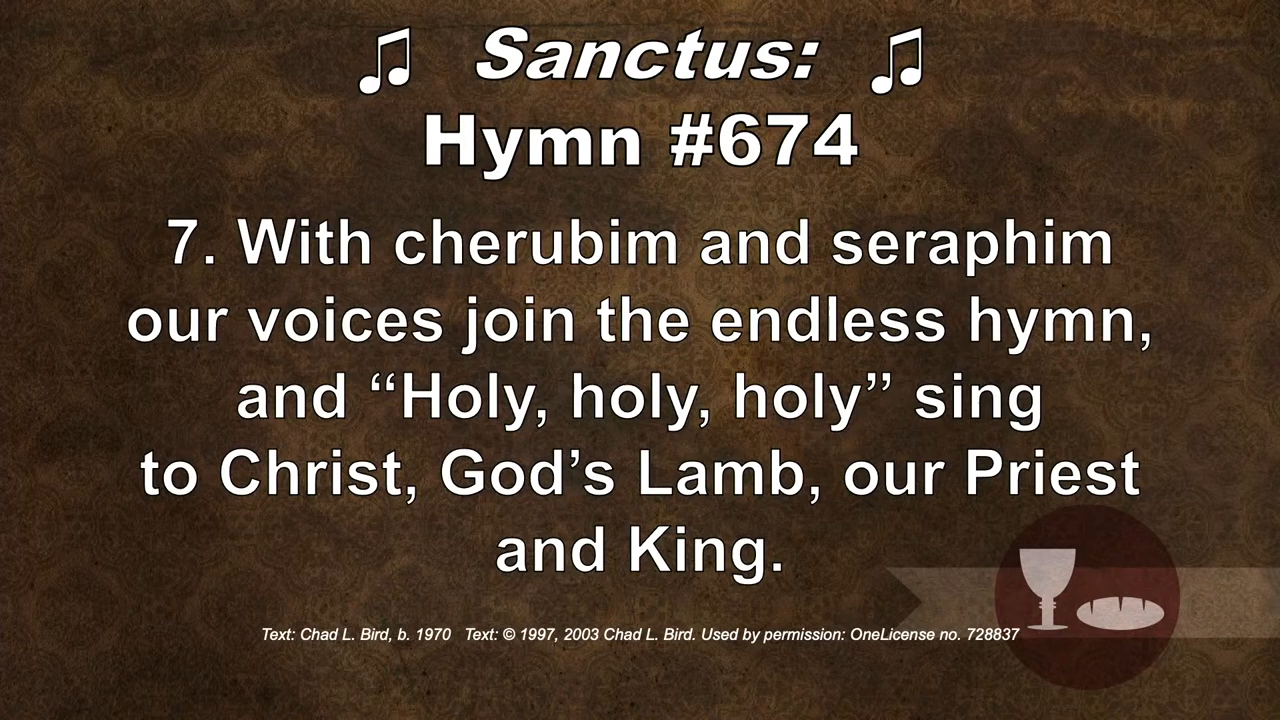 ♫ Sanctus: ♫
Hymn #674
7. With cherubim and seraphim
our voices join the endless hymn,
and “Holy, holy, holy” sing
to Christ, God’s Lamb, our Priest
and King.
Text: Chad L. Bird, b. 1970 Text: © 1997, 2003 Chad L. Bird. Used by permission: OneLicense no. 728837